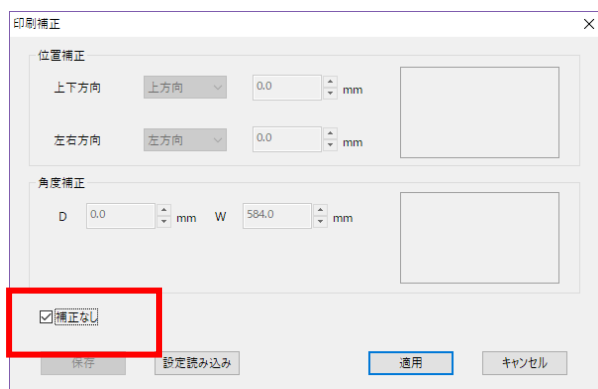 印刷補正
位置補正
上下方向 上方向 0.0 mm
左右方向 左方向 0.0 mm
角度補正
D 0.0 mm W 584.0 mm
補正なし
保存 設定読み込み 適用 キャンセル